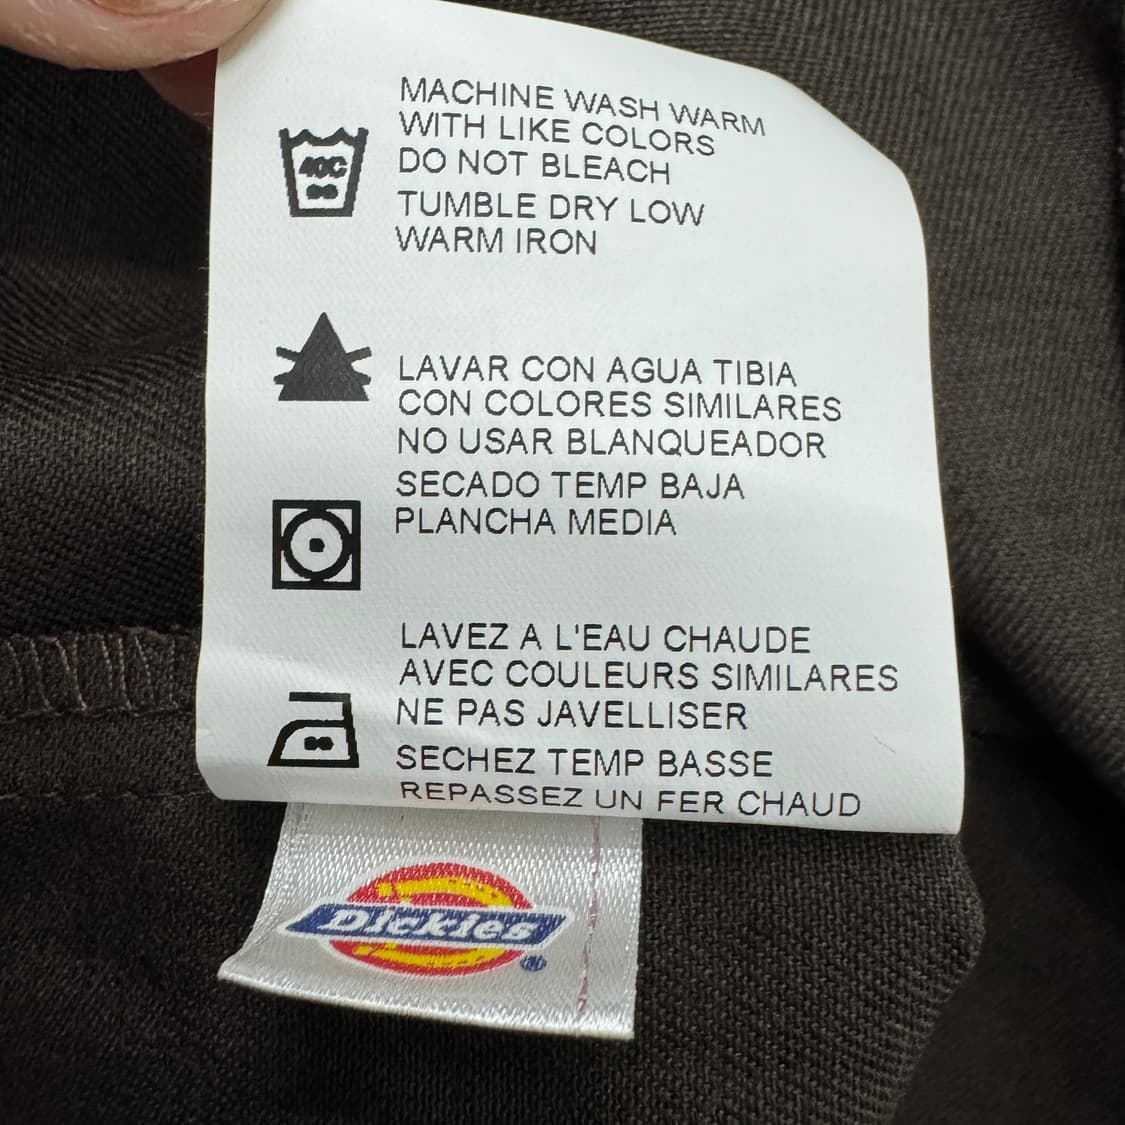 MACHINE WASH WARM
WITH LIKE COLORS
DO NOT BLEACH
TUMBLE DRY LOW
WARM IRON
40C
LAVAR CON AGUA TIBIA
CON COLORES SIMILARES
NO USAR BLANQUEADOR
SECADO TEMP BAJA
PLANCHA MEDIA
LAVEZ A L'EAU CHAUDE
AVEC COULEURS SIMILARES
NE PAS JAVELLISER
SECHEZ TEMP BASSE
REPASSEZ UN FER CHAUD
Dickies®